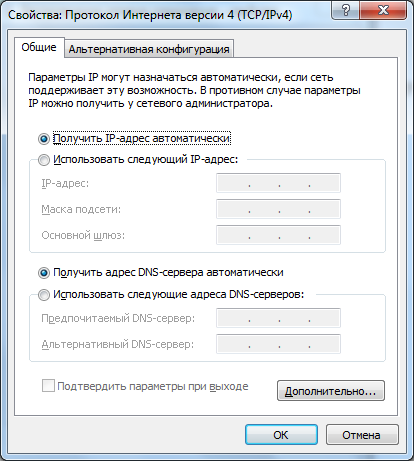 Свойства: Протокол Интернета версии 4 (TCP/IPv4)
Общие
Альтернативная конфигурация
Параметры IP могут назначаться автоматически, если сеть
поддерживает эту возможность. В противном случае параметры
IP можно получить у сетевого администратора.
Получить IP-адрес автоматически
Использовать следующий IP-адрес:
IP-адрес:
Маска подсети:
Основной шлюз:
Получить адрес DNS-сервера автоматически
Использовать следующие адреса DNS-серверов:
Предпочитаемый DNS-сервер:
Альтернативный DNS-сервер:
Подтвердить параметры при выходе
Дополнительно...
ОК
Отмена